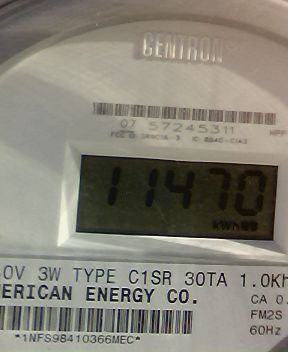 CENTRON®
07 57245311
11470
kWh
0V 3W TYPE C1SR 30TA 1.0Kh
ERICAN ENERGY CO.
CA 0.
FM2S
*1NFS98410366MEC*
60Hz